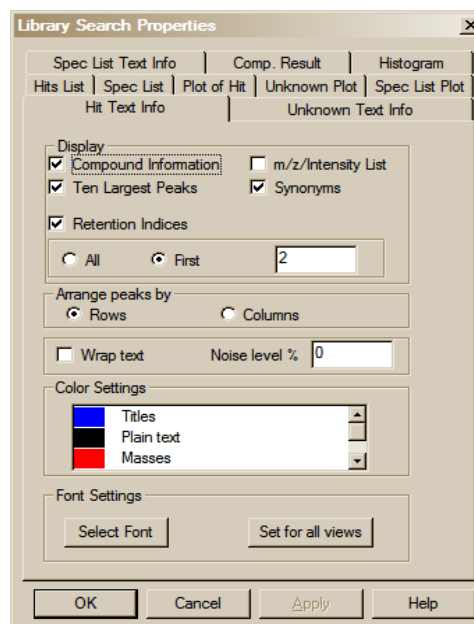 Library Search Properties
Spec List Text Info Comp. Result Histogram
Hits List Spec List Plot of Hit Unknown Plot Spec List Plot
Hit Text Info Unknown Text Info
Display
Compound Information m/z/Intensity List
Ten Largest Peaks Synonyms
Retention Indices
All First 2
Arrange peaks by
Rows Columns
Wrap text Noise level % 0
Color Settings
Titles
Plain text
Masses
Font Settings
Select Font Set for all views
OK Cancel Apply Help